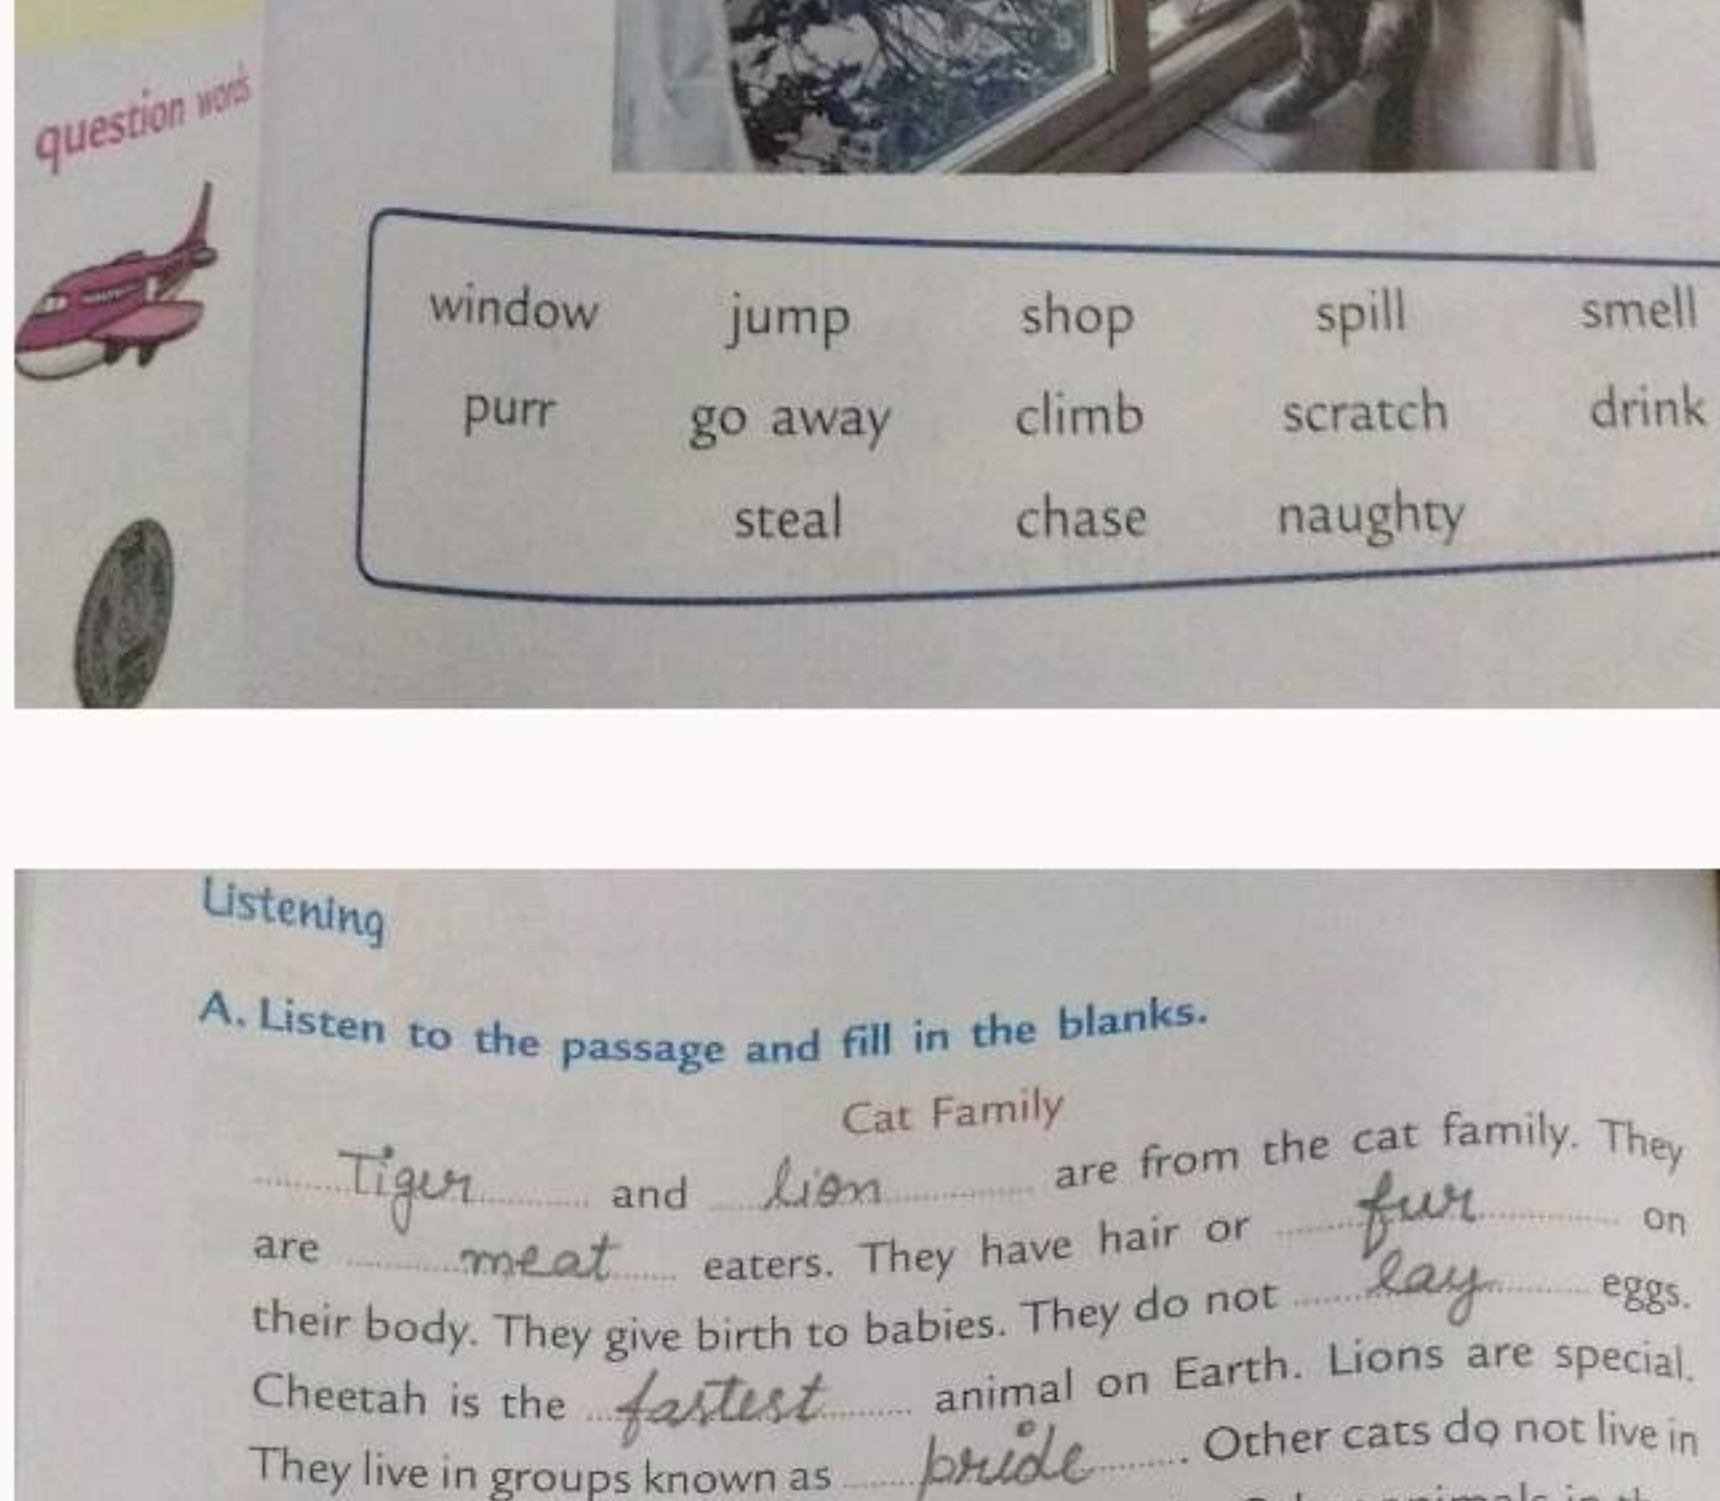 question words
window jump shop spill smell
purr go away climb scratch drink
steal chase naughty
Listening
A. Listen to the passage and fill in the blanks.
Cat Family
Tiger and lion are from the cat family. They
are meat eaters. They have hair or fur on
their body. They give birth to babies. They do not lay eggs.
Cheetah is the fastest animal on Earth. Lions are special.
They live in groups known as pride. Other cats do not live in
animals in